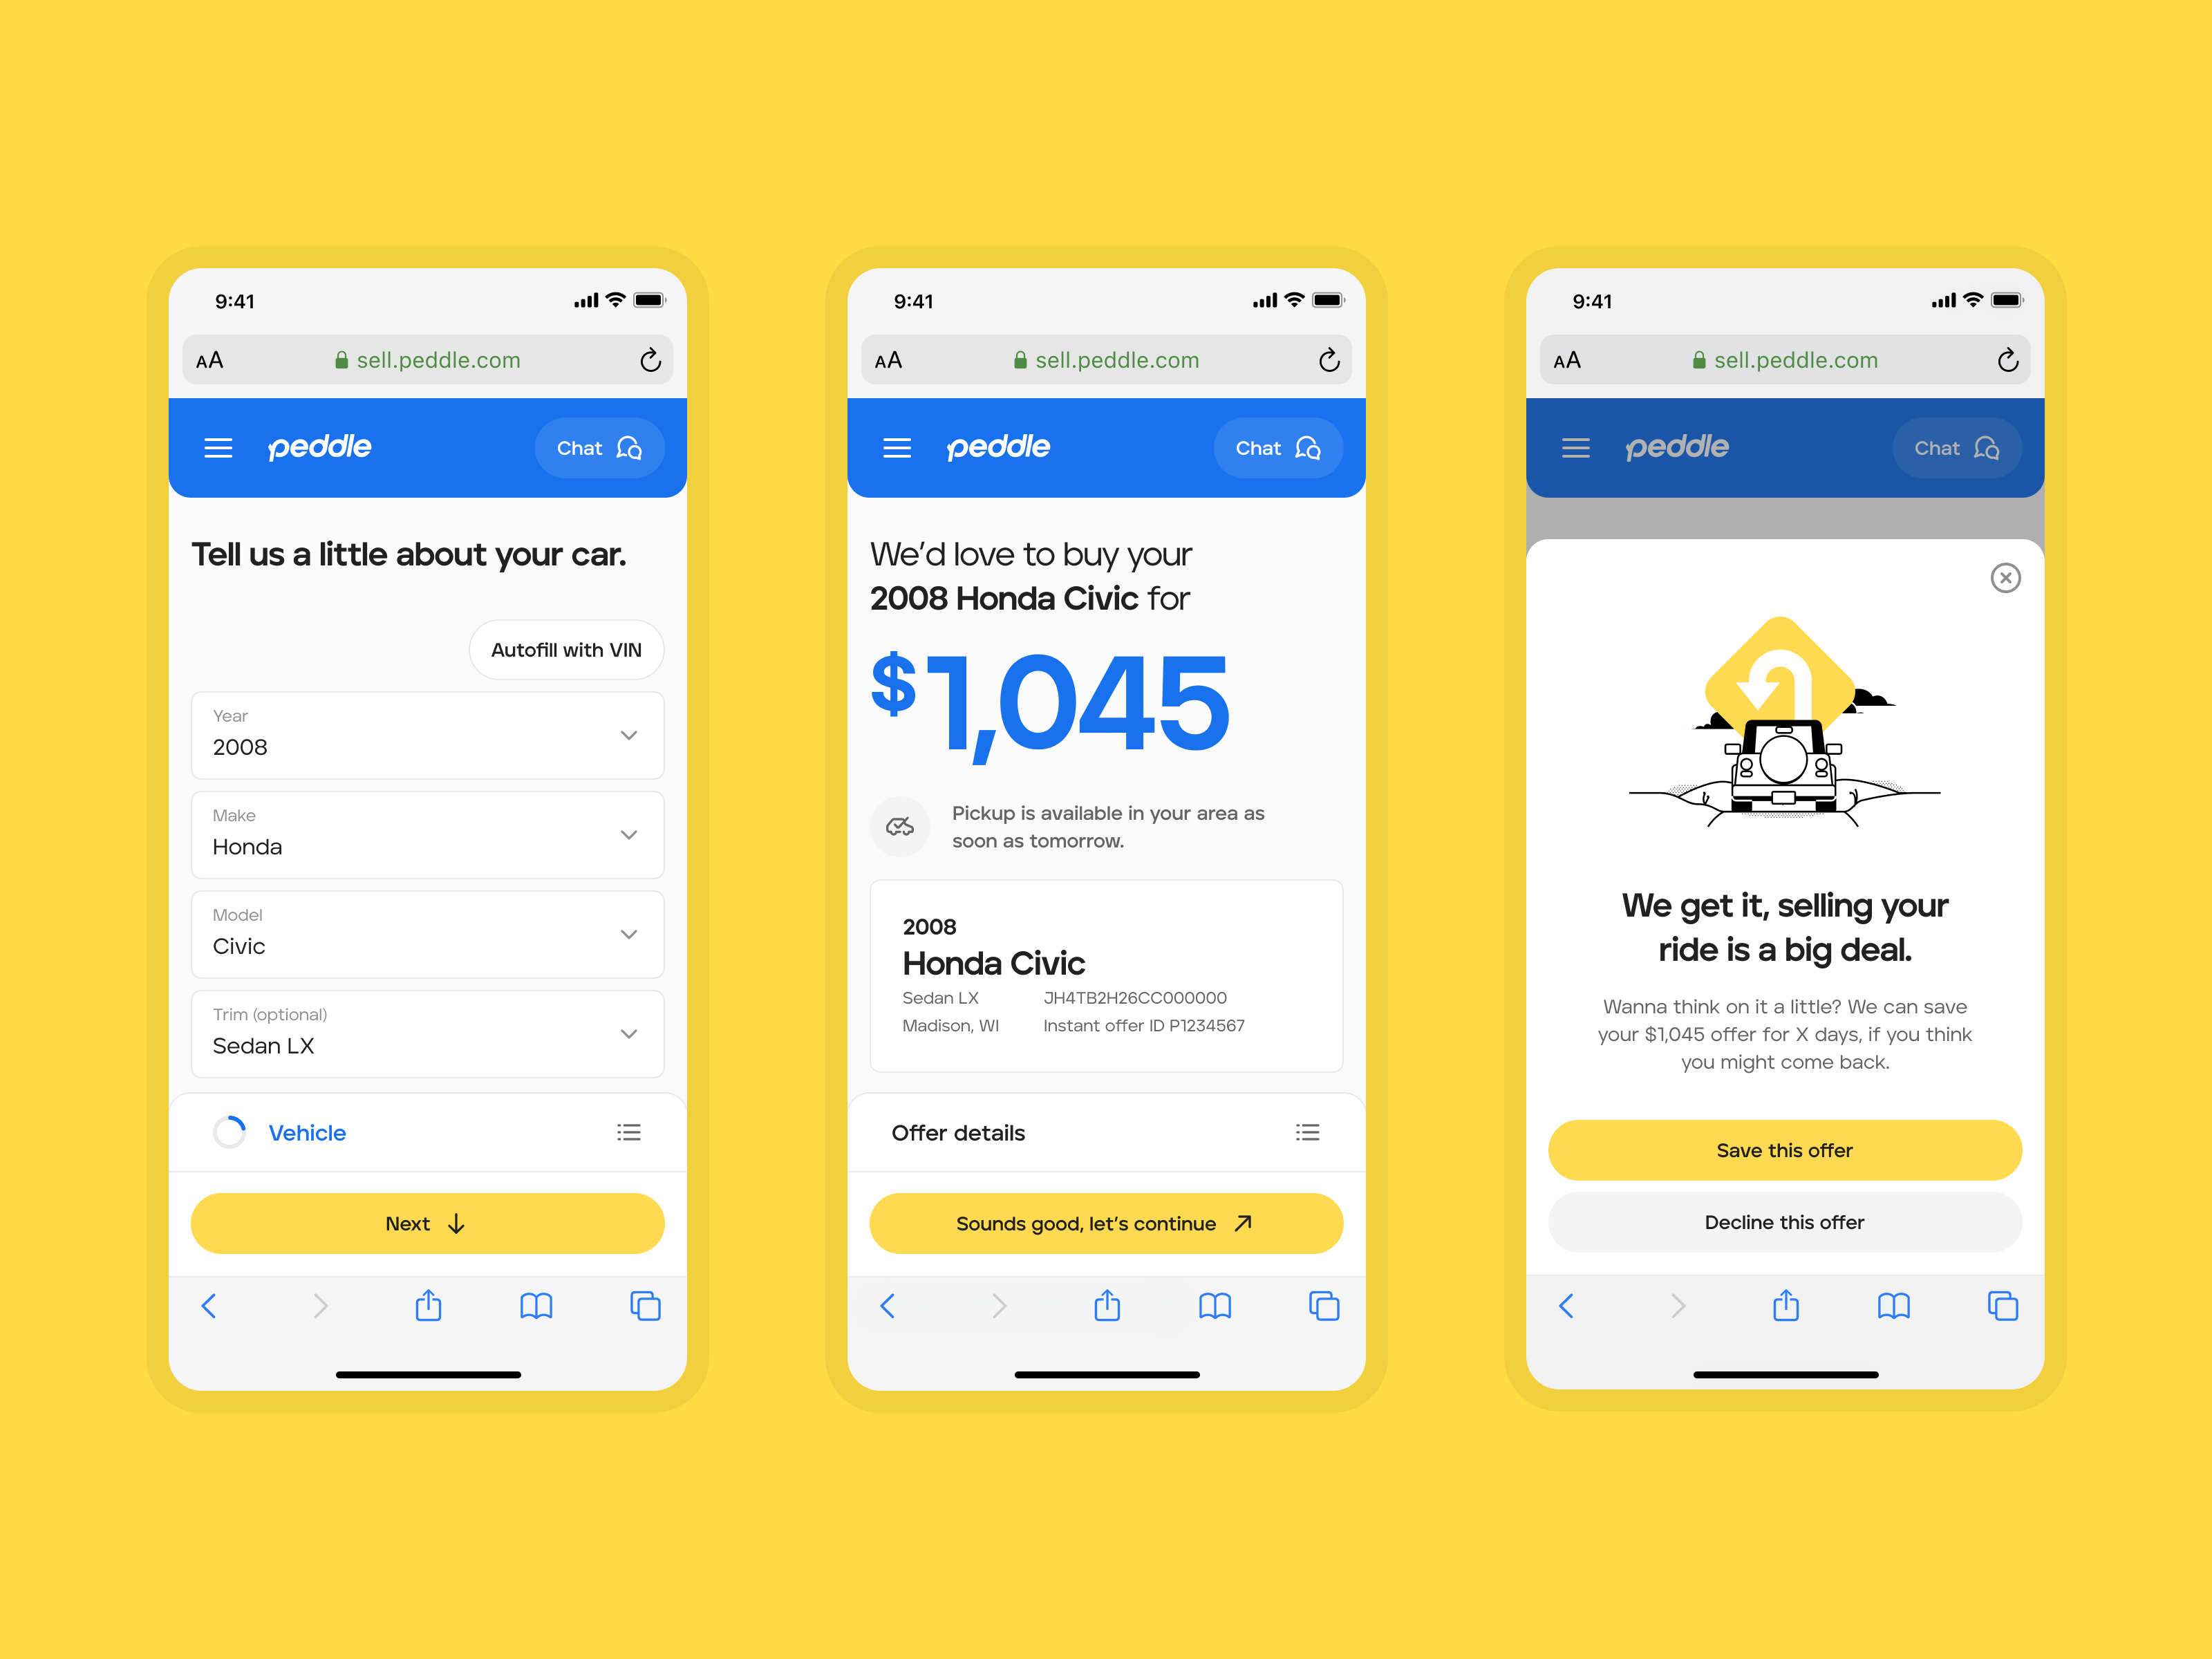 9:41
AA
sell.peddle.com
peddle
Chat
Tell us a little about your car.
Autofill with VIN
Year
2008
Make
Honda
Model
Civic
Trim (optional)
Sedan LX
Vehicle
Next
9:41
AA
sell.peddle.com
peddle
Chat
We’d love to buy your
2008 Honda Civic for
$1,045
Pickup is available in your area as
soon as tomorrow.
2008
Honda Civic
Sedan LX JH4TB2H26CC000000
Madison, WI Instant offer ID P1234567
Offer details
Sounds good, let’s continue
9:41
AA
sell.peddle.com
peddle
Chat
We get it, selling your
ride is a big deal.
Wanna think on it a little? We can save
your $1,045 offer for X days, if you think
you might come back.
Save this offer
Decline this offer